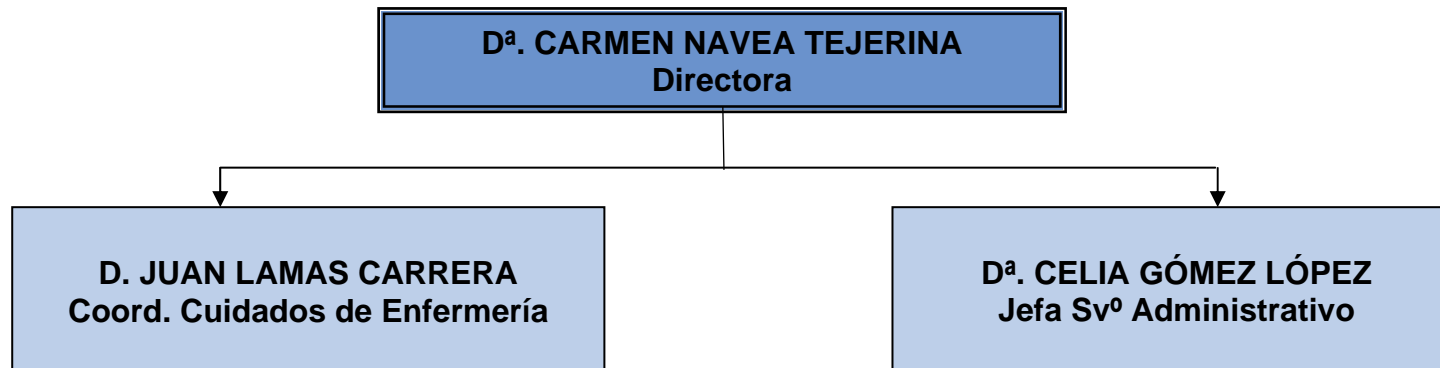 Dª. CARMEN NAVEA TEJERINA
Directora
D. JUAN LAMAS CARRERA
Coord. Cuidados de Enfermería
Dª. CELIA GÓMEZ LÓPEZ
Jefa Svº Administrativo